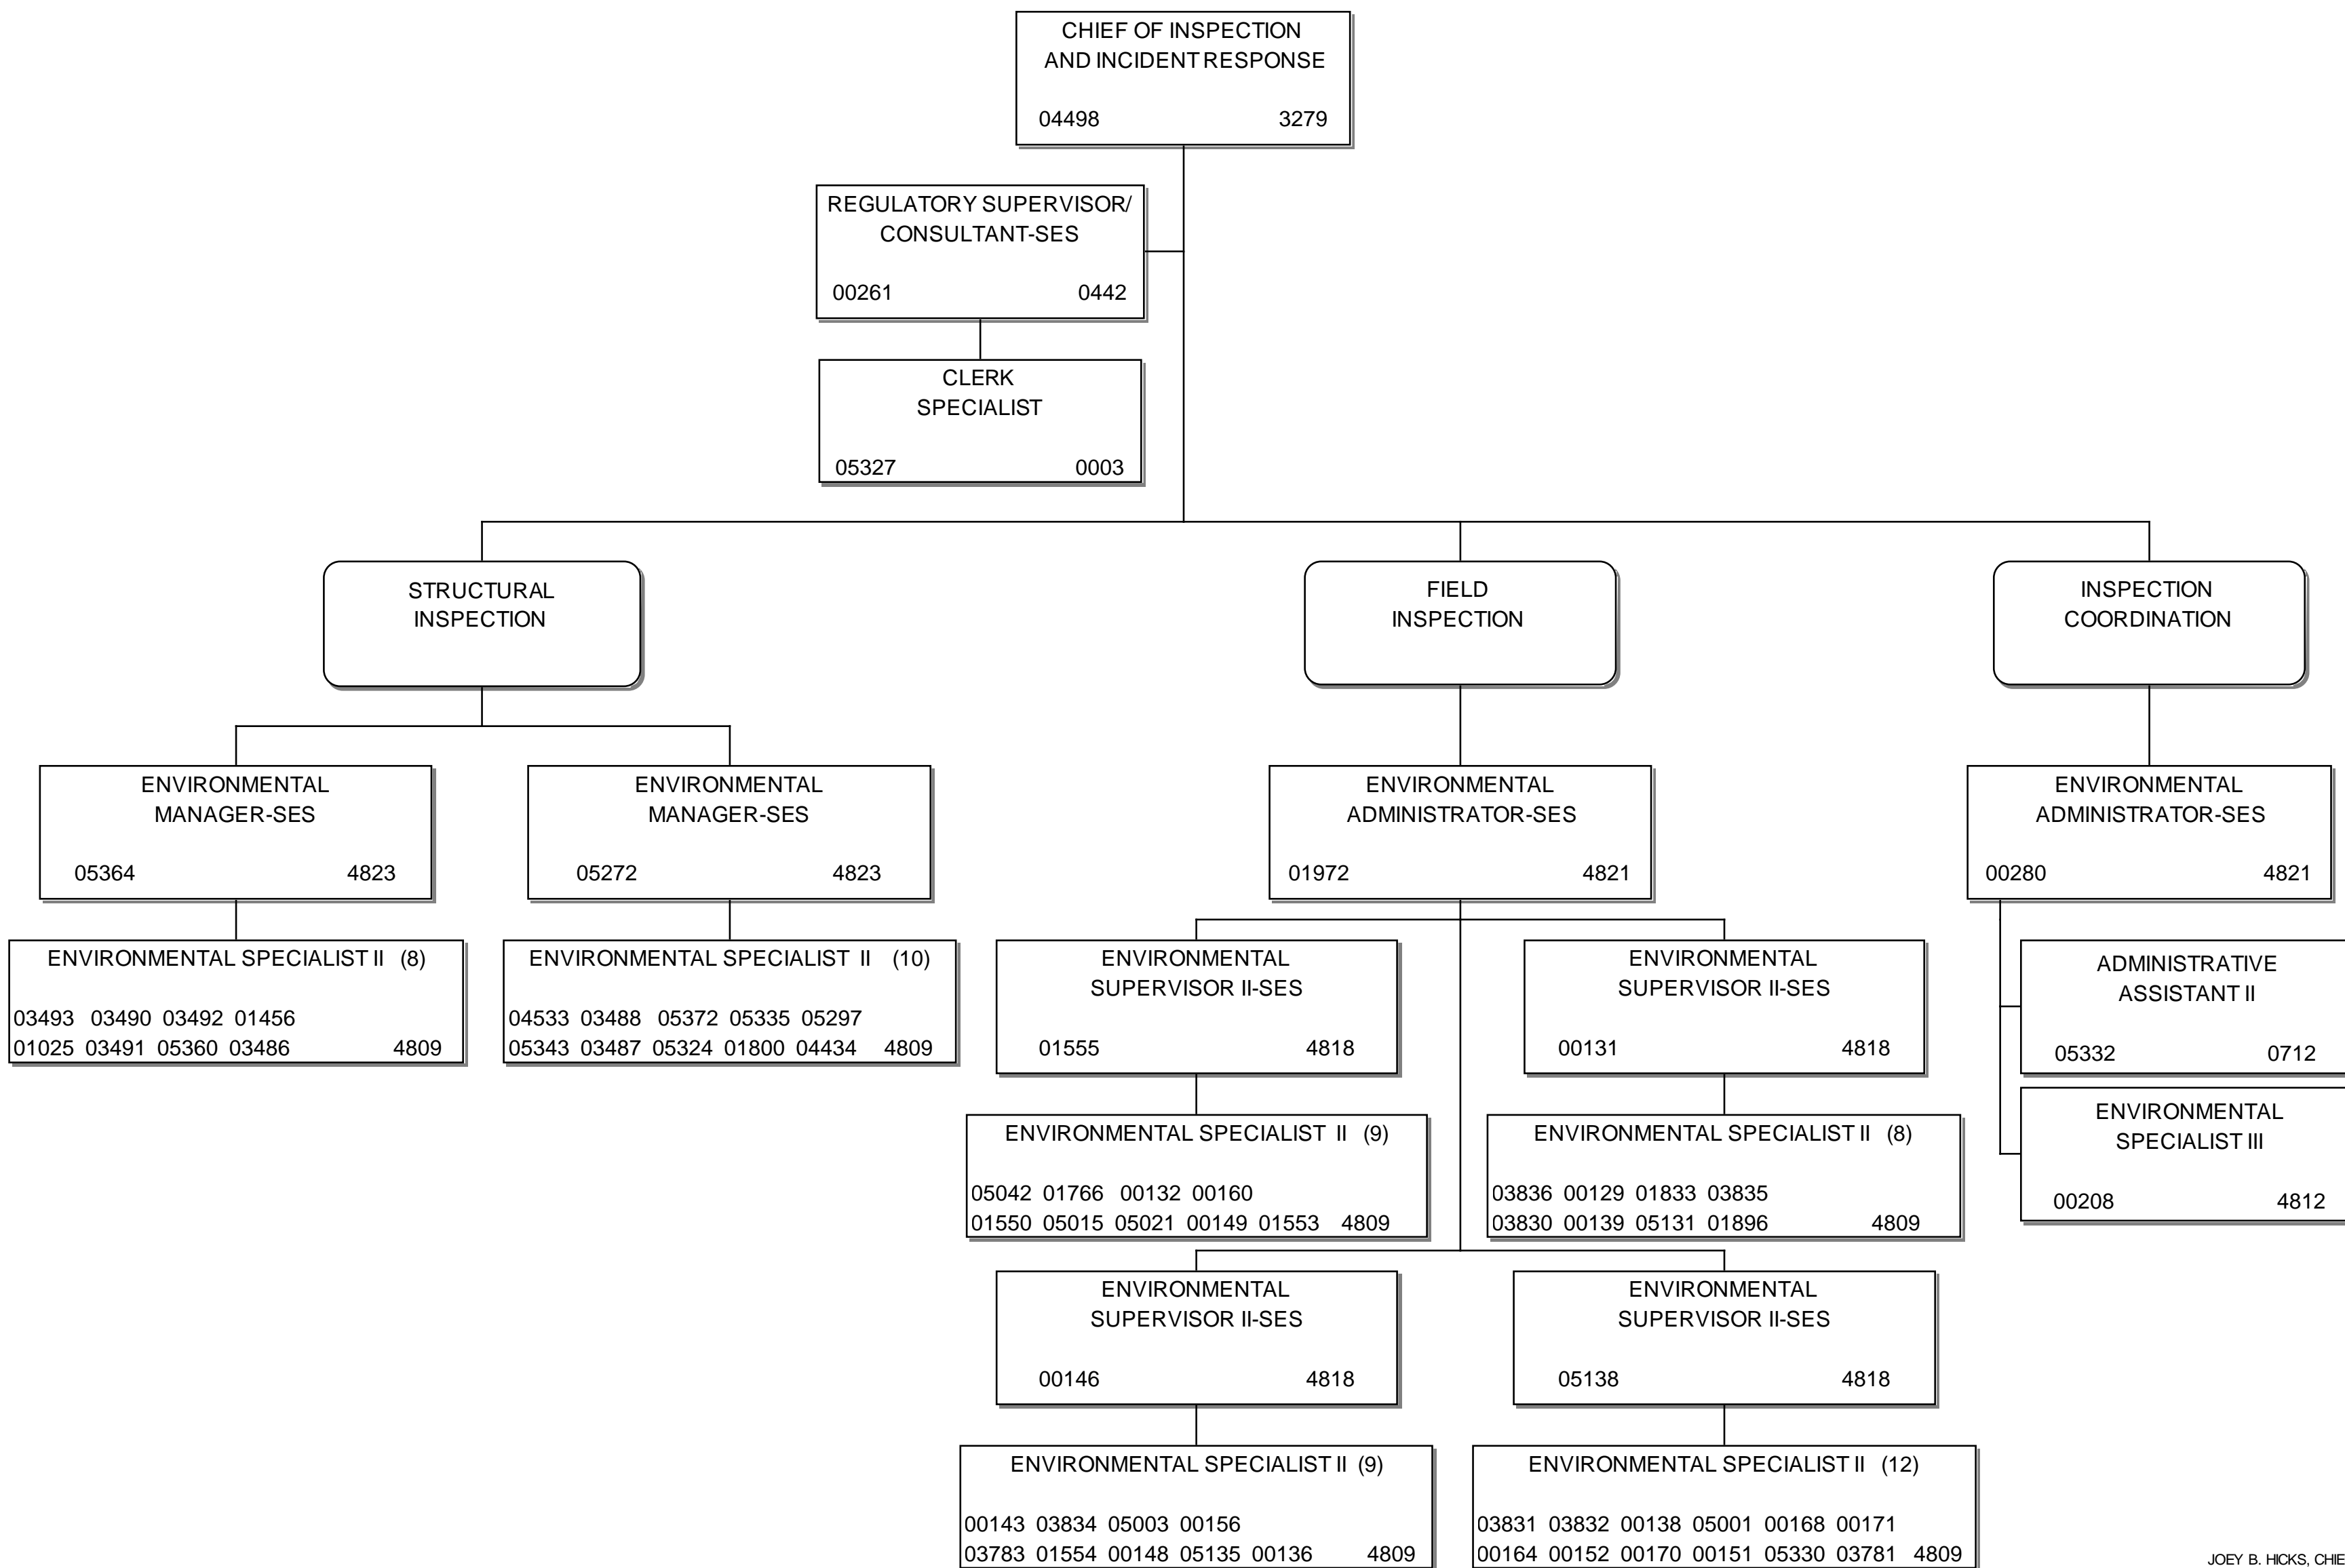 CHIEF OF INSPECTION
AND INCIDENT RESPONSE
04498 3279
REGULATORY SUPERVISOR/
CONSULTANT-SES
00261 0442
CLERK
SPECIALIST
05327 0003
STRUCTURAL
INSPECTION
FIELD
INSPECTION
INSPECTION
COORDINATION
ENVIRONMENTAL
MANAGER-SES
05364 4823
ENVIRONMENTAL
MANAGER-SES
05272 4823
ENVIRONMENTAL
ADMINISTRATOR-SES
01972 4821
ENVIRONMENTAL
ADMINISTRATOR-SES
00280 4821
ENVIRONMENTAL SPECIALIST II (8)
03493 03490 03492 01456
01025 03491 05360 03486 4809
ENVIRONMENTAL SPECIALIST II (10)
04533 03488 05372 05335 05297
05343 03487 05324 01800 04434 4809
ENVIRONMENTAL
SUPERVISOR II-SES
01555 4818
ENVIRONMENTAL
SUPERVISOR II-SES
00131 4818
ADMINISTRATIVE
ASSISTANT II
05332 0712
ENVIRONMENTAL SPECIALIST II (9)
05042 01766 00132 00160
01550 05015 05021 00149 01553 4809
ENVIRONMENTAL SPECIALIST II (8)
03836 00129 01833 03835
03830 00139 05131 01896 4809
ENVIRONMENTAL
SPECIALIST III
00208 4812
ENVIRONMENTAL
SUPERVISOR II-SES
00146 4818
ENVIRONMENTAL
SUPERVISOR II-SES
05138 4818
ENVIRONMENTAL SPECIALIST II (9)
00143 03834 05003 00156
03783 01554 00148 05135 00136 4809
ENVIRONMENTAL SPECIALIST II (12)
03831 03832 00138 05001 00168 00171
00164 00152 00170 00151 05330 03781 4809
JOEY B. HICKS, CHIE